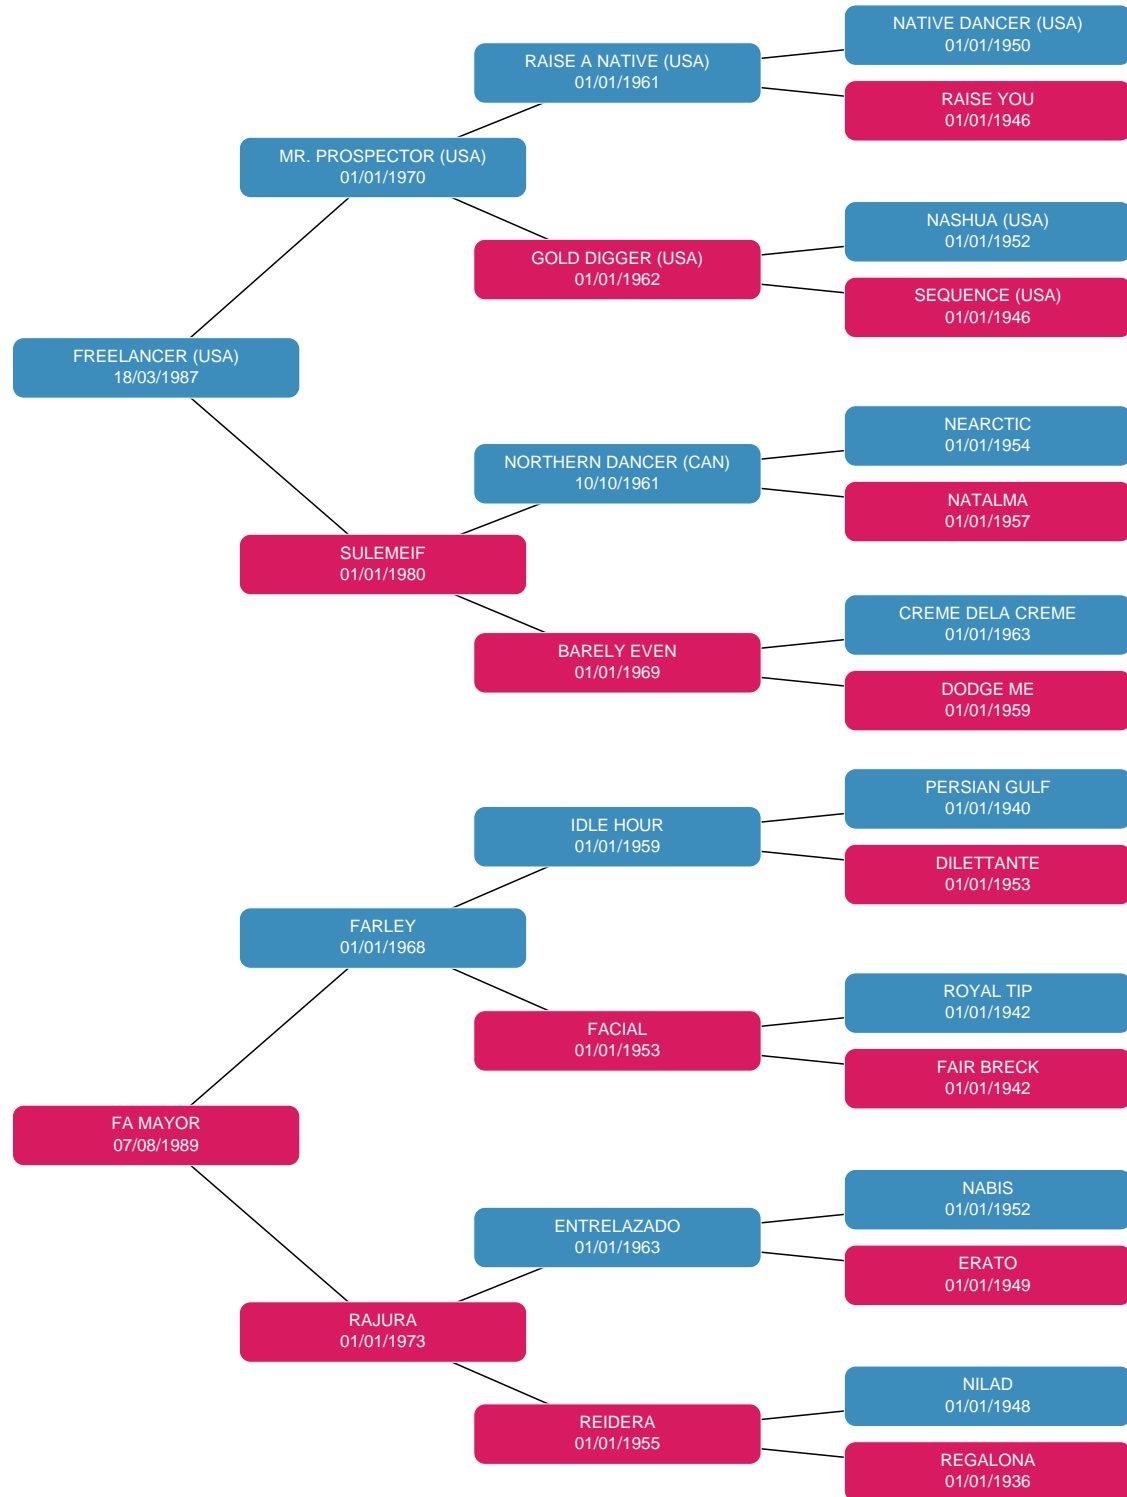 NATIVE DANCER (USA)
01/01/1950
RAISE A NATIVE (USA)
01/01/1961
RAISE YOU
01/01/1946
MR. PROSPECTOR (USA)
01/01/1970
NASHUA (USA)
01/01/1952
GOLD DIGGER (USA)
01/01/1962
SEQUENCE (USA)
01/01/1946
FREELANCER (USA)
18/03/1987
NEARCTIC
01/01/1954
NORTHERN DANCER (CAN)
10/10/1961
NATALMA
01/01/1957
SULEMEIF
01/01/1980
CREME DELA CREME
01/01/1963
BARELY EVEN
01/01/1969
DODGE ME
01/01/1959
PERSIAN GULF
01/01/1940
IDLE HOUR
01/01/1959
DILETTANTE
01/01/1953
FARLEY
01/01/1968
ROYAL TIP
01/01/1942
FACIAL
01/01/1953
FAIR BRECK
01/01/1942
FA MAYOR
07/08/1989
NABIS
01/01/1952
ENTRELAZADO
01/01/1963
ERATO
01/01/1949
RAJURA
01/01/1973
NILAD
01/01/1948
REIDERA
01/01/1955
REGALONA
01/01/1936